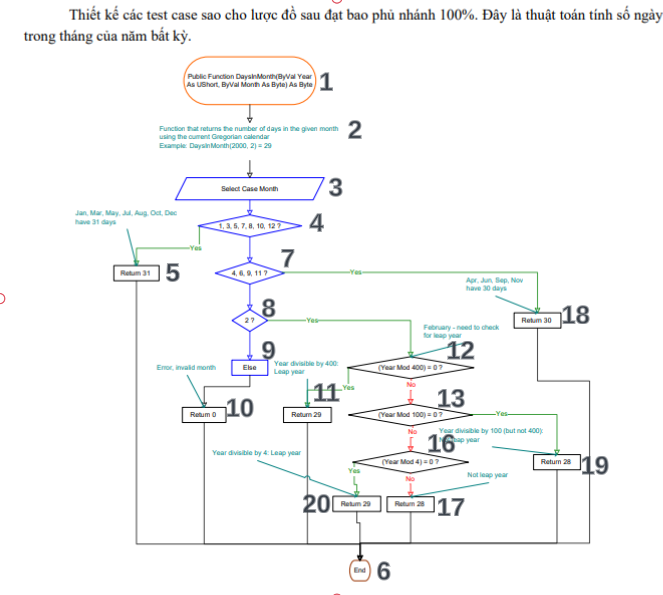 Thiết kế các test case sao cho lược đồ sau đạt bao phủ nhánh 100%. Đây là thuật toán tính số ngày
trong tháng của năm bất kỳ.
Public Function DaysInMonth(ByVal Year
As UShort, ByVal Month As Byte) As Byte
1
Function that returns the number of days in the given month
using the current Gregorian calendar
Example: DaysInMonth(2000, 2) = 29
2
Select Case Month
3
Jan, Mar, May, Jul, Aug, Oct, Dec
have 31 days
1, 3, 5, 7, 8, 10, 12 ?
4
Yes
Return 31
5
4, 6, 9, 11 ?
7
Yes
Apr, Jun, Sep, Nov
have 30 days
Return 30
18
2 ?
8
Yes
February - need to check
for leap year
9
Else
Error, invalid month
Return 0
10
Year divisible by 400:
Leap year
(Year Mod 400) = 0 ?
12
Yes
No
11
Return 29
(Year Mod 100) = 0 ?
13
Yes
No
Year divisible by 100 (but not 400):
leap year
Year divisible by 4: Leap year
(Year Mod 4) = 0 ?
16
Yes
No
Not leap year
Return 28
19
20
Return 29
Return 28
17
End
6